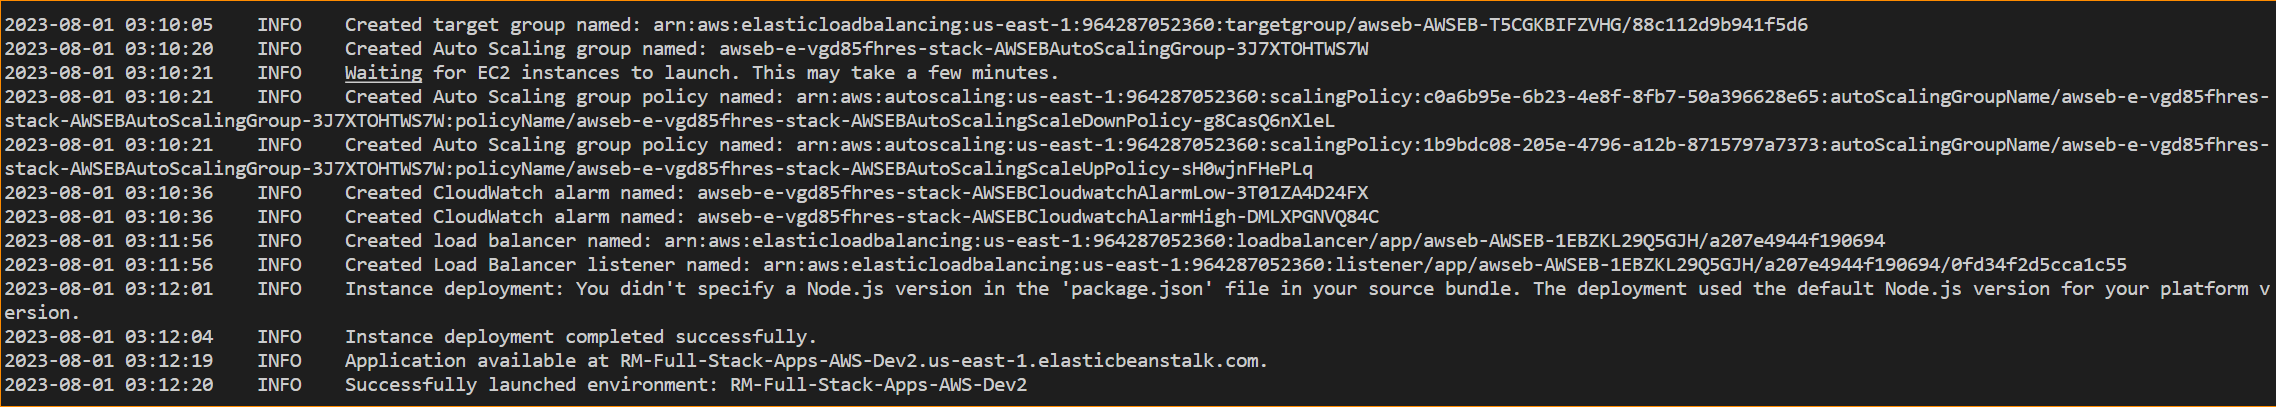 2023-08-01 03:10:05    INFO    Created target group named: arn:aws:elasticloadbalancing:us-east-1:964287052360:targetgroup/awseb-AWSEB-T5CGKBIFZVHG/88c112d9b941f5d6
2023-08-01 03:10:20    INFO    Created Auto Scaling group named: awseb-e-vgd85fhres-stack-AWSEBAutoScalingGroup-3J7XTOHTWS7W
2023-08-01 03:10:21    INFO    Waiting for EC2 instances to launch. This may take a few minutes.
2023-08-01 03:10:21    INFO    Created Auto Scaling group policy named: arn:aws:autoscaling:us-east-1:964287052360:scalingPolicy:c0a6b95e-6b23-4e8f-8fb7-50a396628e65:autoScalingGroupName/awseb-e-vgd85fhres-
stack-AWSEBAutoScalingGroup-3J7XTOHTWS7W:policyName/awseb-e-vgd85fhres-stack-AWSEBAutoScalingScaleDownPolicy-g8CasQ6nXleL
2023-08-01 03:10:21    INFO    Created Auto Scaling group policy named: arn:aws:autoscaling:us-east-1:964287052360:scalingPolicy:1b9bdc08-205e-4796-a12b-8715797a7373:autoScalingGroupName/awseb-e-vgd85fhres-
stack-AWSEBAutoScalingGroup-3J7XTOHTWS7W:policyName/awseb-e-vgd85fhres-stack-AWSEBAutoScalingScaleUpPolicy-sH0wjnFHePLq
2023-08-01 03:10:36    INFO    Created CloudWatch alarm named: awseb-e-vgd85fhres-stack-AWSEBCloudwatchAlarmLow-3T01ZA4D24FX
2023-08-01 03:10:36    INFO    Created CloudWatch alarm named: awseb-e-vgd85fhres-stack-AWSEBCloudwatchAlarmHigh-DMLXPGNVQ84C
2023-08-01 03:11:56    INFO    Created load balancer named: arn:aws:elasticloadbalancing:us-east-1:964287052360:loadbalancer/app/awseb-AWSEB-1EBZKL29Q5GJH/a207e4944f190694
2023-08-01 03:11:56    INFO    Created Load Balancer listener named: arn:aws:elasticloadbalancing:us-east-1:964287052360:listener/app/awseb-AWSEB-1EBZKL29Q5GJH/a207e4944f190694/0fd34f2d5cca1c55
2023-08-01 03:12:01    INFO    Instance deployment: You didn't specify a Node.js version in the 'package.json' file in your source bundle. The deployment used the default Node.js version for your platform v
ersion.
2023-08-01 03:12:04    INFO    Instance deployment completed successfully.
2023-08-01 03:12:19    INFO    Application available at RM-Full-Stack-Apps-AWS-Dev2.us-east-1.elasticbeanstalk.com.
2023-08-01 03:12:20    INFO    Successfully launched environment: RM-Full-Stack-Apps-AWS-Dev2